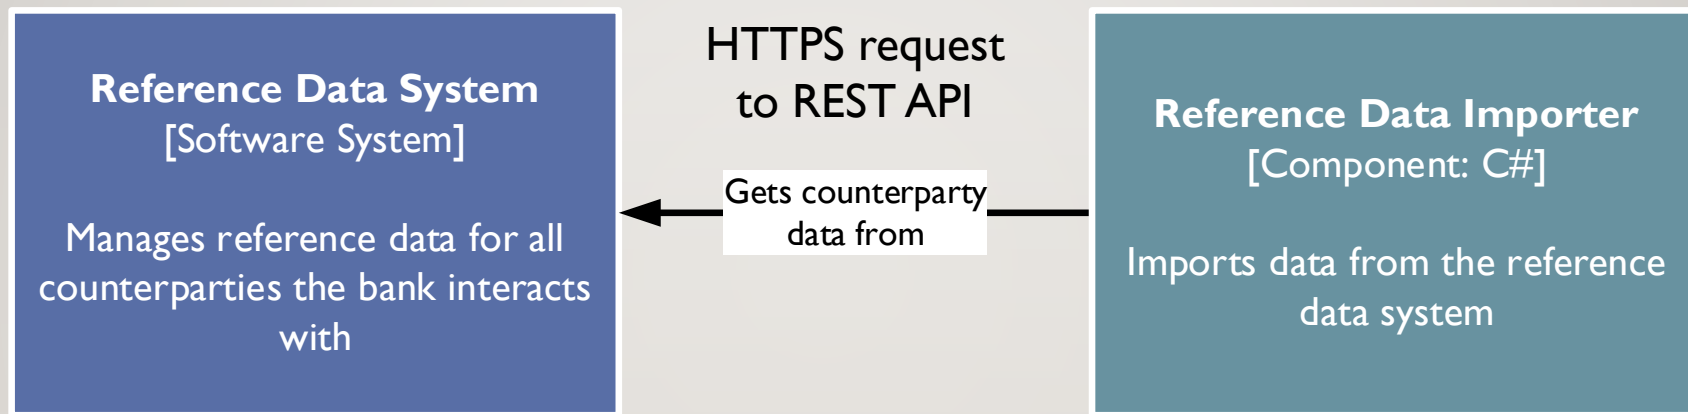 Reference Data System
[Software System]
Manages reference data for all
counterparties the bank interacts
with
HTTPS request
to REST API
Gets counterparty
data from
Reference Data Importer
[Component: C#]
Imports data from the reference
data system